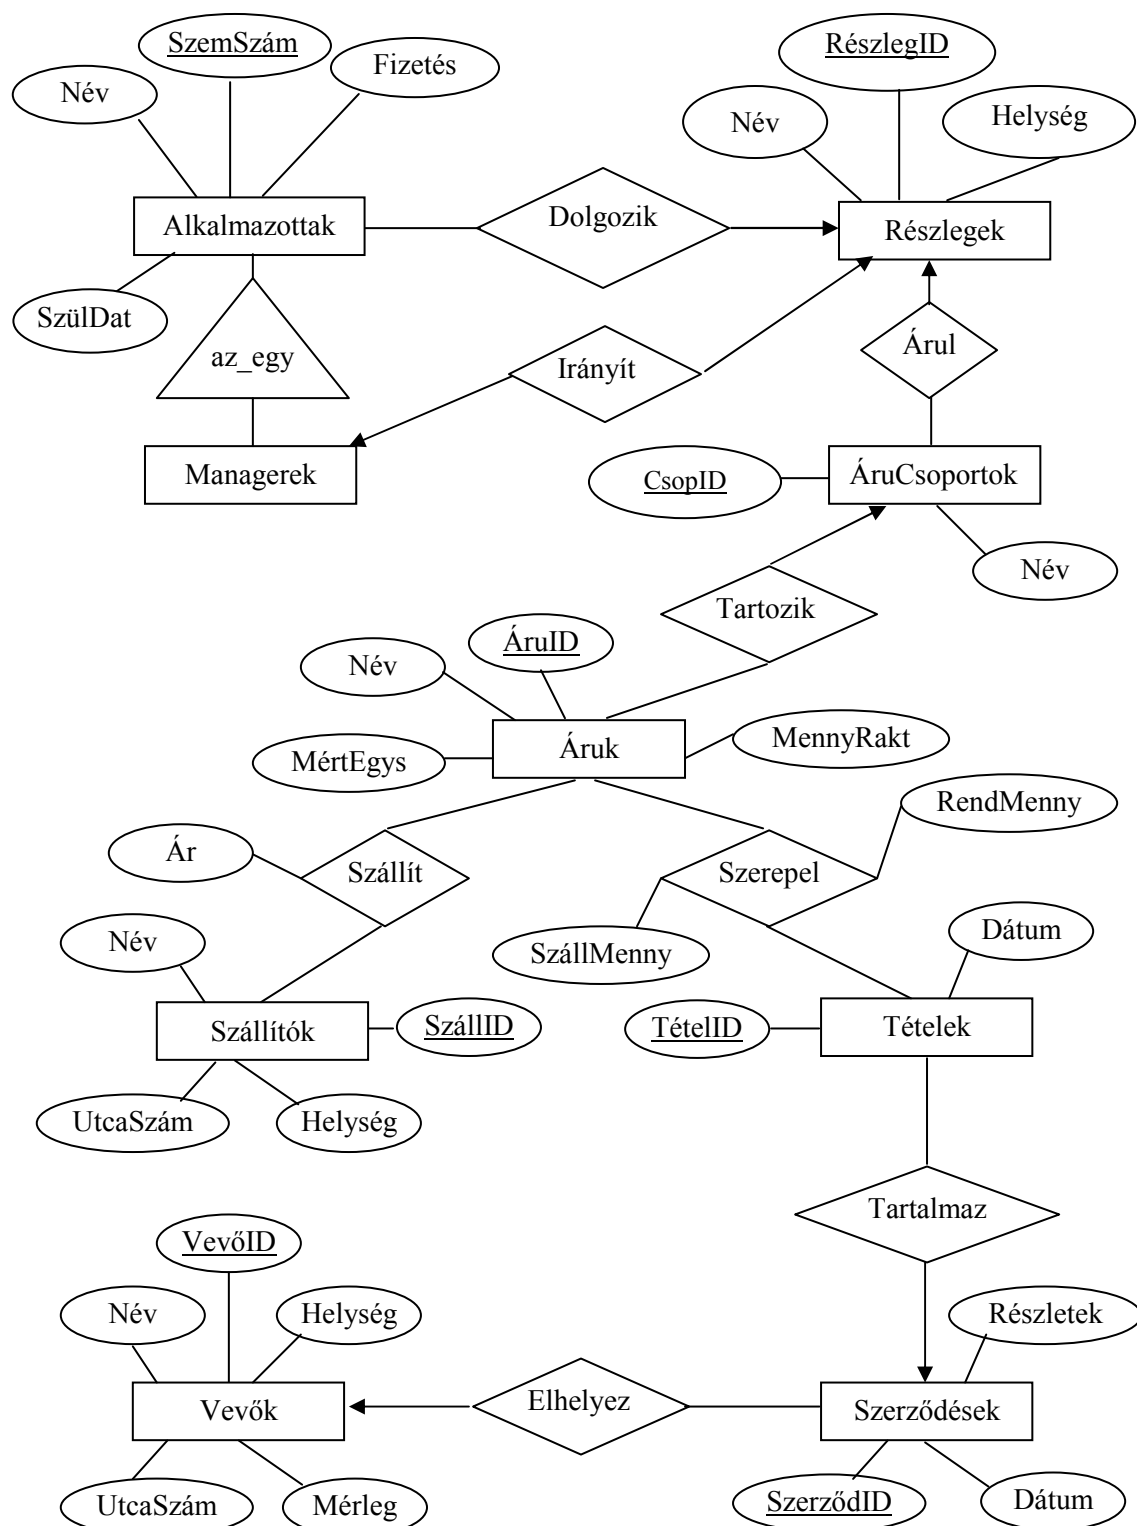 SzemSzám
RészlegID
Fizetés
Név
Név
Helység
Alkalmazottak
Dolgozik
Részlegek
SzülDat
az_egy
Irányít
Árul
Managerek
CsopID
ÁruCsoportok
Név
Tartozik
ÁruID
Név
Áruk
MennyRakt
MértEgys
RendMenny
Ár
Szállít
Szerepel
Név
SzállMenny
Dátum
Szállítók
SzállID
TételID
Tételek
UtcaSzám
Helység
Tartalmaz
VevőID
Név
Helység
Részletek
Vevők
Elhelyez
Szerződések
UtcaSzám
Mérleg
SzerződID
Dátum